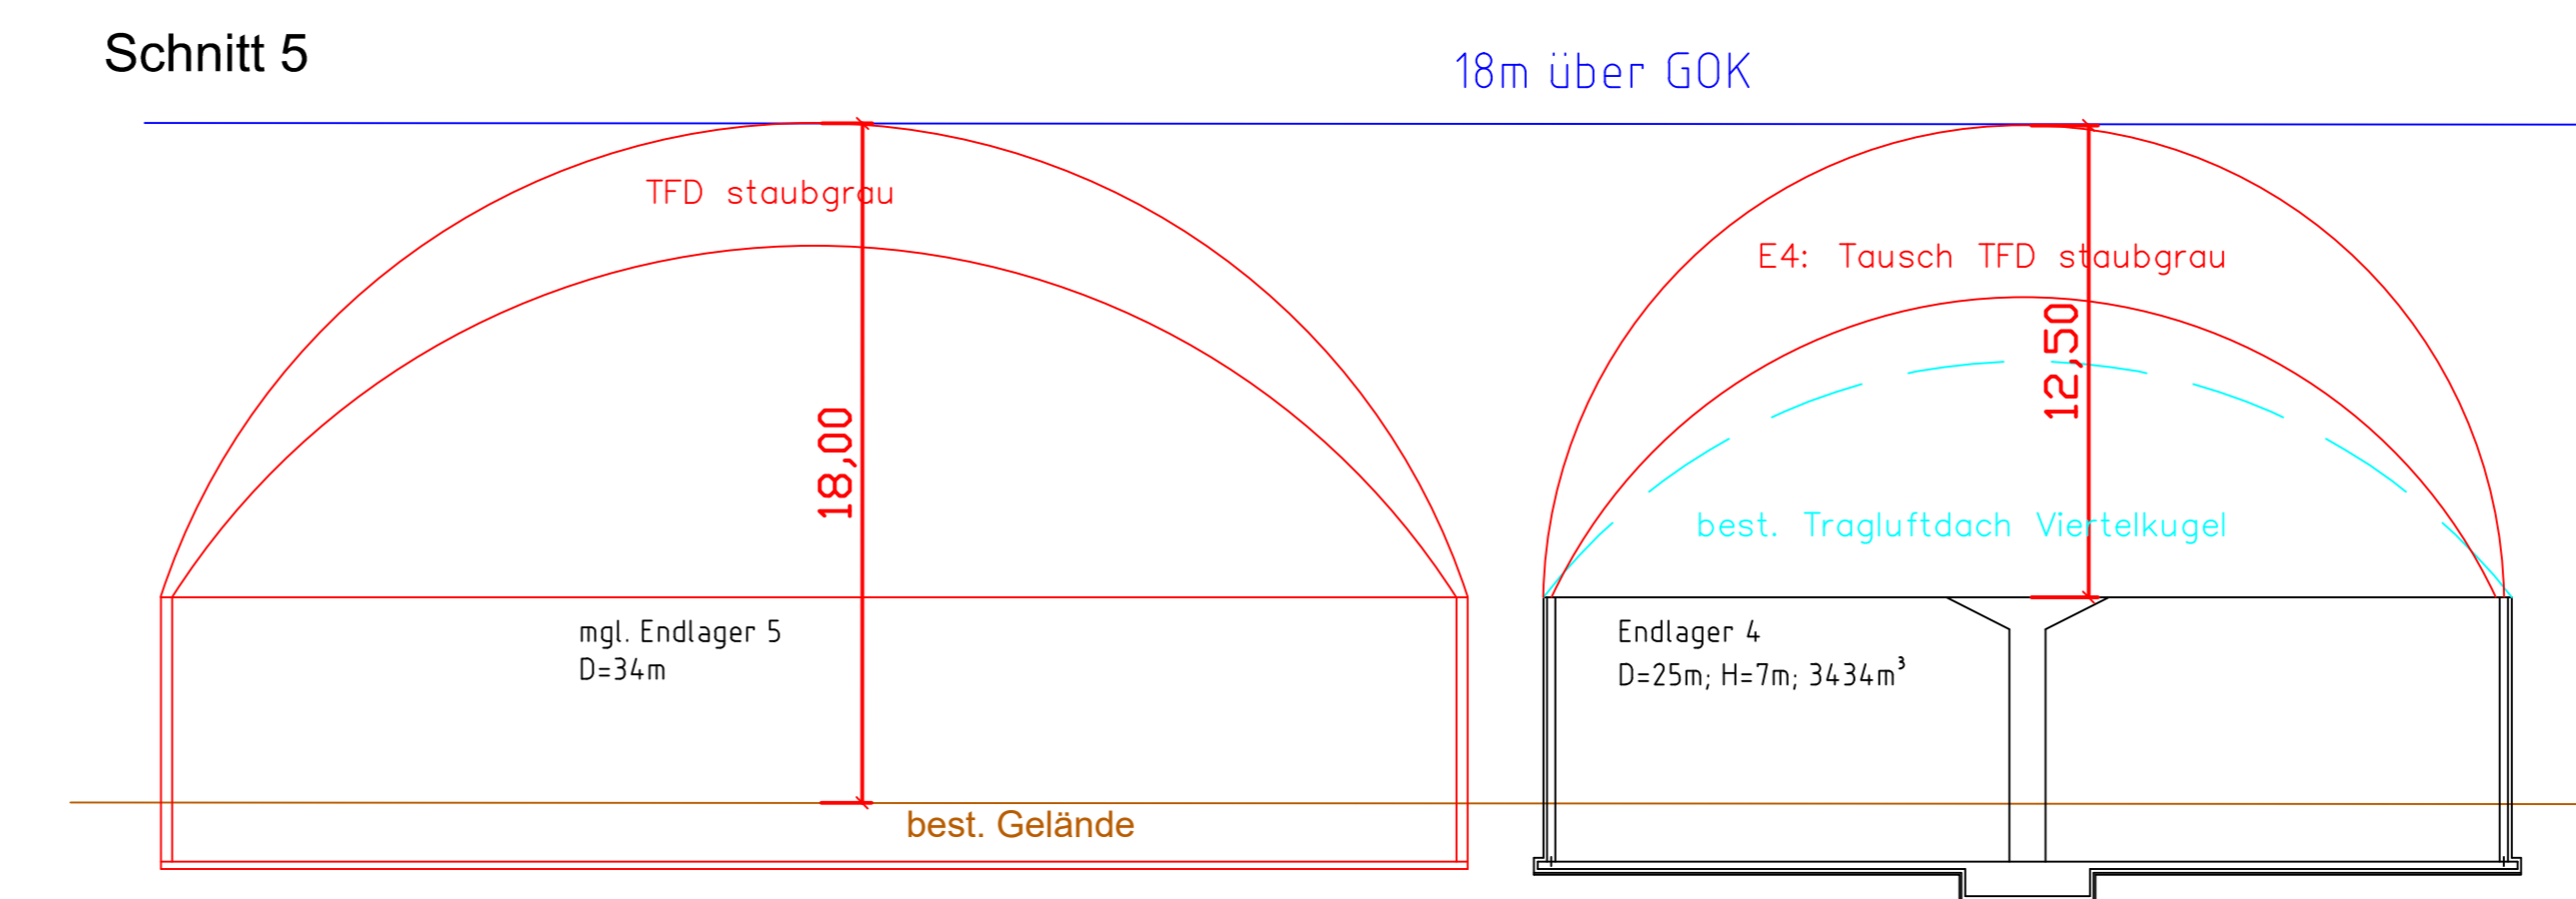 Schnitt 5
18m über GOK
TFD staubgrau
E4: Tausch TFD staubgrau
12,50
18,00
best. Tragluftdach Viertelkugel
mgl. Endlager 5
D=34m
Endlager 4
D=25m; H=7m; 3434m³
best. Gelände